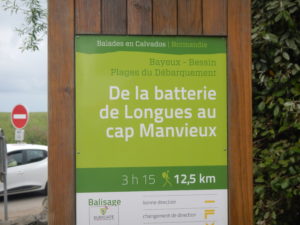 Balades en Calvados | Normandie
Bayeux - Bessin
Plages du Débarquement
De la batterie
de Longues au
cap Manvieux
3 h 15 12,5 km
Balisage
bonne direction
changement de direction